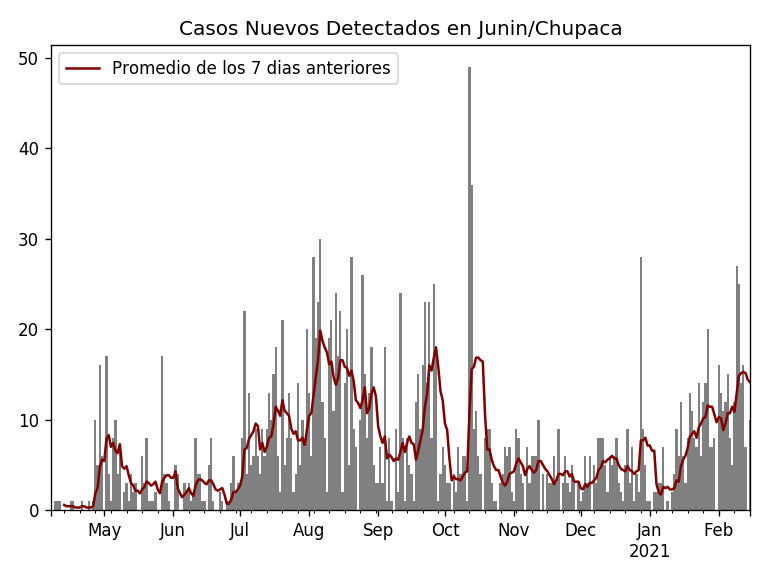 Casos Nuevos Detectados en Junin/Chupaca
Promedio de los 7 dias anteriores
50
40
30
20
10
0
May Jun Jul Aug Sep Oct Nov Dec Jan Feb
2021